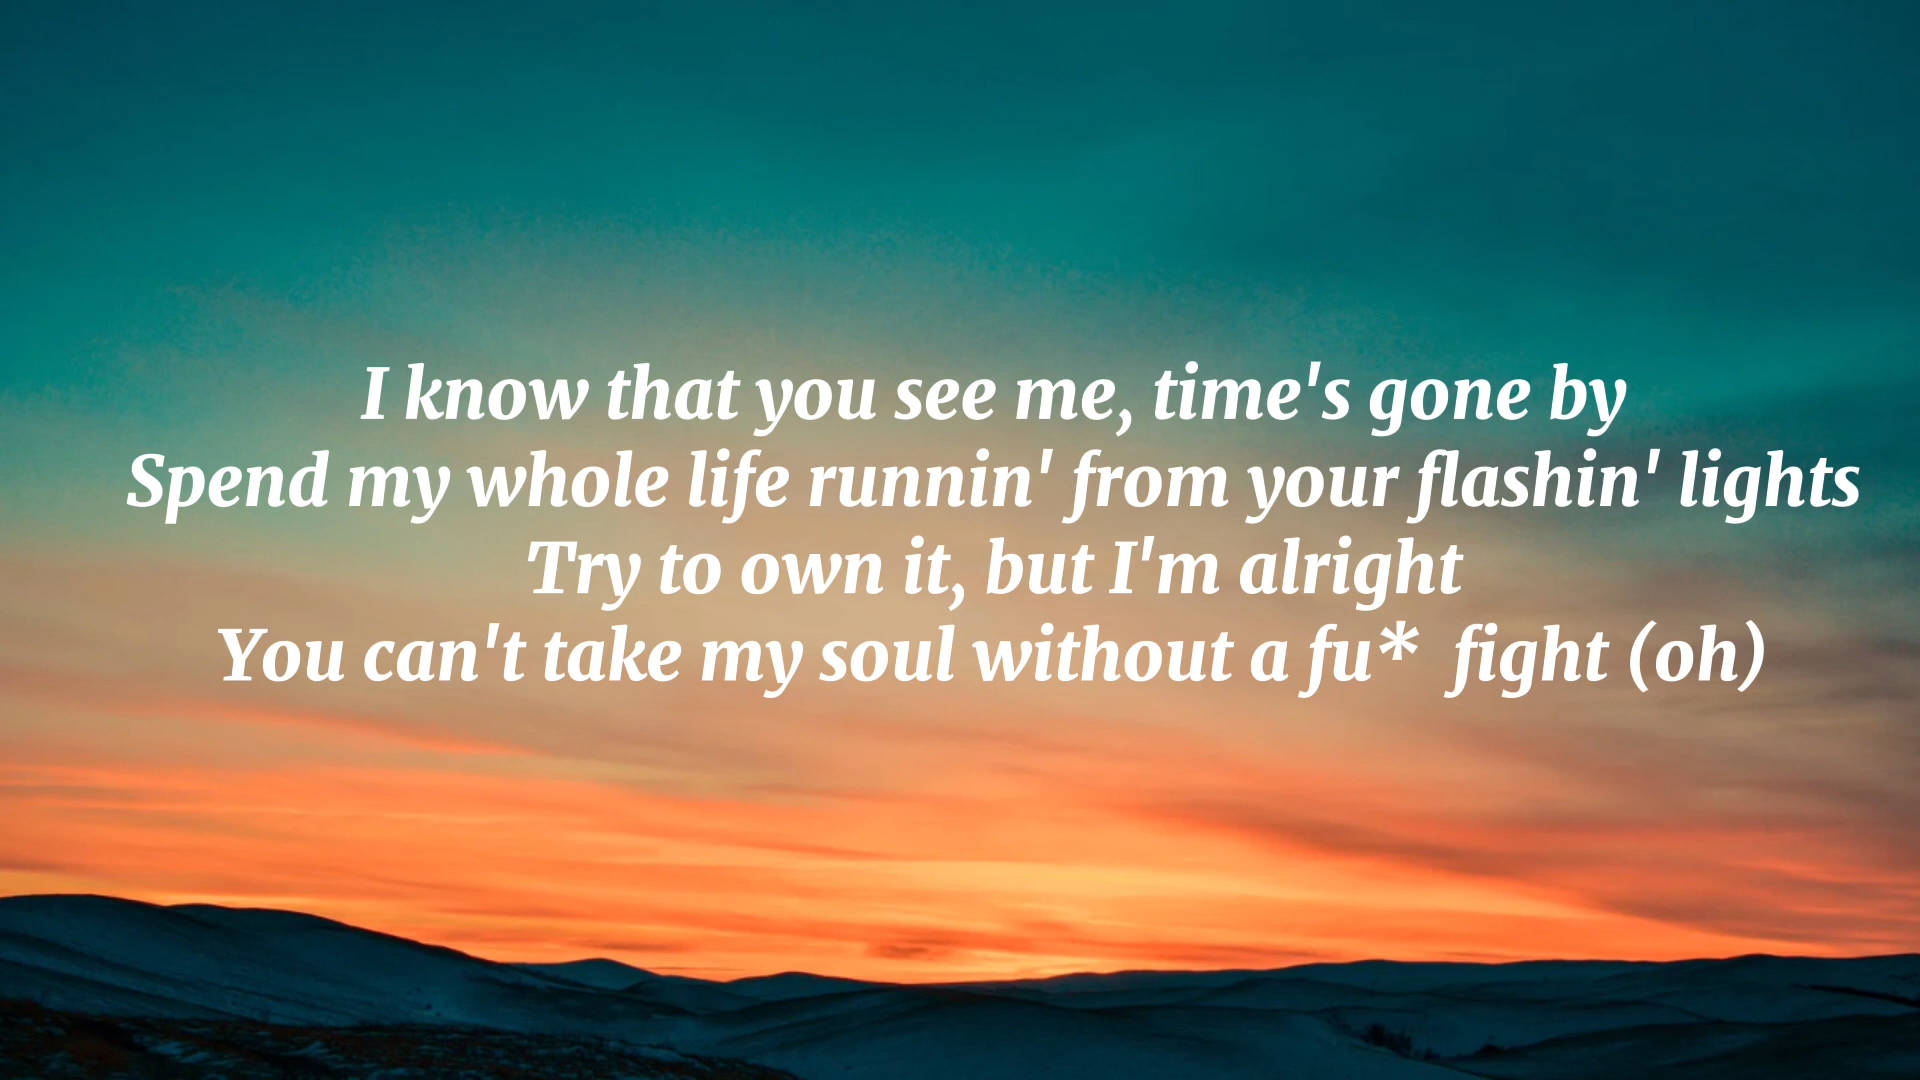 I know that you see me, time's gone by
Spend my whole life runnin' from your flashin' lights
Try to own it, but I'm alright
You can't take my soul without a fu* fight (oh)